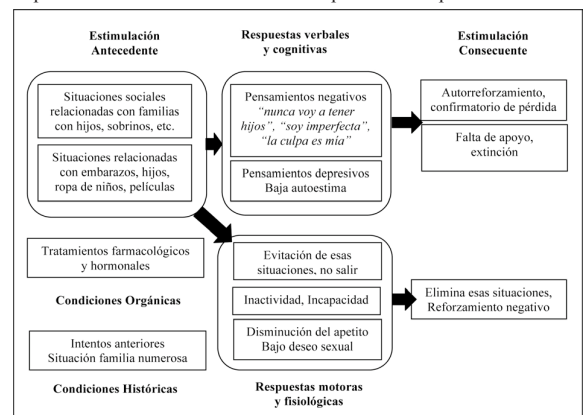 Estimulación
Antecedente
Respuestas verbales
y cognitivas
Estimulación
Consecuente
Situaciones sociales
relacionadas con familias
con hijos, sobrinos, etc.
Situaciones relacionadas
con embarazos, hijos,
ropa de niños, películas
Pensamientos negativos
“nunca voy a tener
hijos”, “soy imperfecta”,
“la culpa es mía”
Pensamientos depresivos
Baja autoestima
Autorreforzamiento,
confirmatorio de pérdida
Falta de apoyo,
extinción
Tratamientos farmacológicos
y hormonales
Condiciones Orgánicas
Intentos anteriores
Situación familia numerosa
Condiciones Históricas
Evitación de esas
situaciones, no salir
Inactividad, Incapacidad
Disminución del apetito
Bajo deseo sexual
Respuestas motoras
y fisiológicas
Elimina esas situaciones,
Reforzamiento negativo